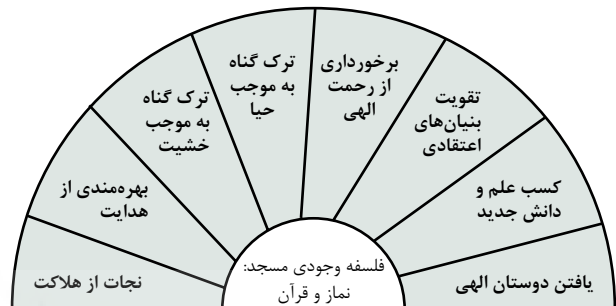 یافتن دوستان الهی
کسب علم و
دانش جدید
تقویت
بنیان‌های
اعتقادی
برخورداری
از رحمت
الهی
ترک گناه
به موجب
حیا
ترک گناه
به موجب
خشیت
بهره‌مندی از
هدایت
نجات از هلاکت
فلسفه وجودی مسجد:
نماز و قرآن